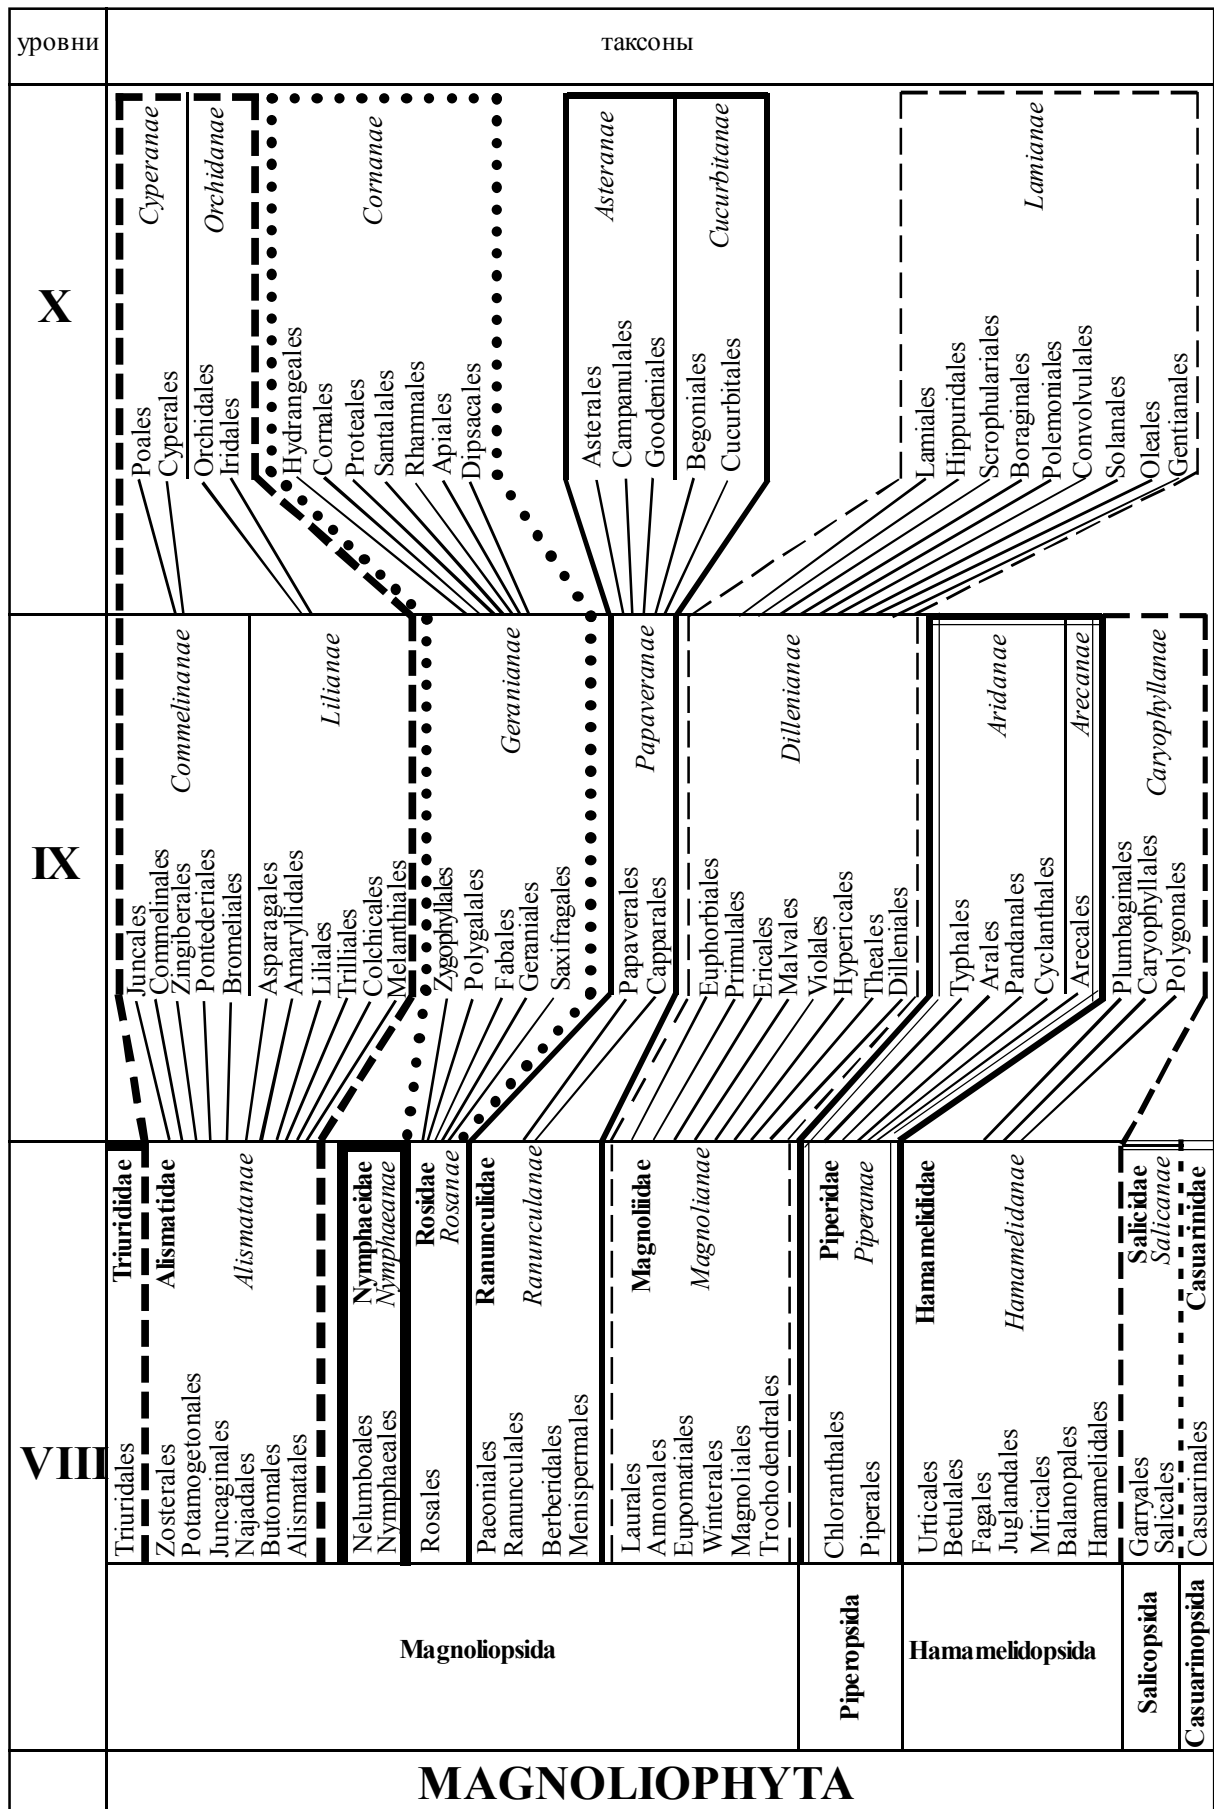 уровни
таксоны
X
Cyperanae
Orchidanae
Cornanae
Asteranae
Cucurbitanae
Lamianae
Poales
Cyperales
Orchidales
Iridales
Hydrangeales
Cornales
Proteales
Santalales
Rhamnales
Apiales
Dipsacales
Asterales
Campanulales
Goodeniales
Begoniales
Cucurbitales
Lamiales
Hippuridales
Scrophulariales
Boraginales
Polemoniales
Convolvulales
Solanales
Oleales
Gentianales
IX
Commelinanae
Lilianae
Geranianae
Papaveranae
Dillenianae
Aridanae
Arecanae
Caryophyllanae
Juncales
Commelinales
Zingiberales
Pontederiales
Bromeliales
Asparagales
Amaryllidales
Liliales
Trilliales
Colchicales
Melanthiales
Zygophyllales
Polygalales
Fabales
Geraniales
Saxifragales
Papaverales
Capparales
Euphorbiales
Primulales
Ericales
Malvales
Violales
Hypericales
Theales
Dilleniales
Typhales
Arales
Pandanales
Cyclanthales
Arecales
Plumbaginales
Caryophyllales
Polygonales
VIII
Triurididae
Alismatidae
Alismatanae
Nymphaeidae
Nymphaeanae
Rosidae
Rosanae
Ranunculidae
Ranunculanae
Magnoliidae
Magnolianae
Piperidae
Piperanae
Hamamelididae
Hamamelidanae
Salicidae
Salicanae
Casuarinidae
Triuridales
Zosterales
Potamogetonales
Juncaginales
Najadales
Butomales
Alismatales
Nelumboales
Nymphaeales
Rosales
Paeoniales
Ranunculales
Berberidales
Menispermales
Laurales
Annonales
Eupomatiales
Winterales
Magnoliales
Trochodendrales
Chloranthales
Piperales
Urticales
Betulales
Fagales
Juglandales
Miricales
Balanopales
Hamamelidales
Garryales
Salicales
Casuarinales
Magnoliopsida
Piperopsida
Hamamelidopsida
Salicopsida
Casuarinopsida
MAGNOLIOPHYTA